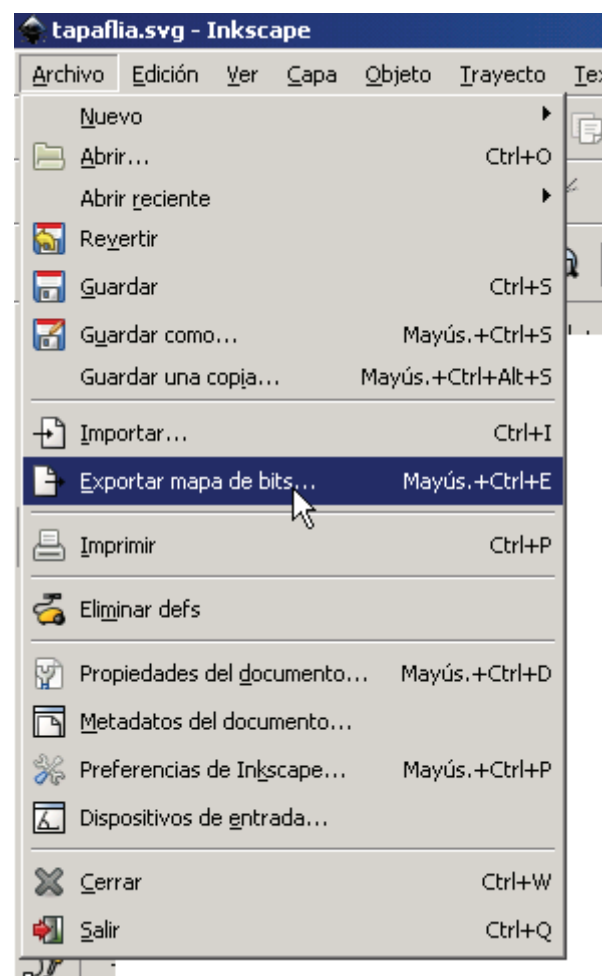 tapaflia.svg - Inkscape
Archivo Edición Ver Capa Objeto Trayecto
Nuevo
Abrir... Ctrl+O
Abrir reciente
Revertir
Guardar Ctrl+S
Guardar como... Mayús.+Ctrl+S
Guardar una copia... Mayús.+Ctrl+Alt+S
Importar... Ctrl+I
Exportar mapa de bits... Mayús.+Ctrl+E
Imprimir Ctrl+P
Eliminar defs
Propiedades del documento... Mayús.+Ctrl+D
Metadatos del documento...
Preferencias de Inkscape... Mayús.+Ctrl+P
Dispositivos de entrada...
Cerrar Ctrl+W
Salir Ctrl+Q